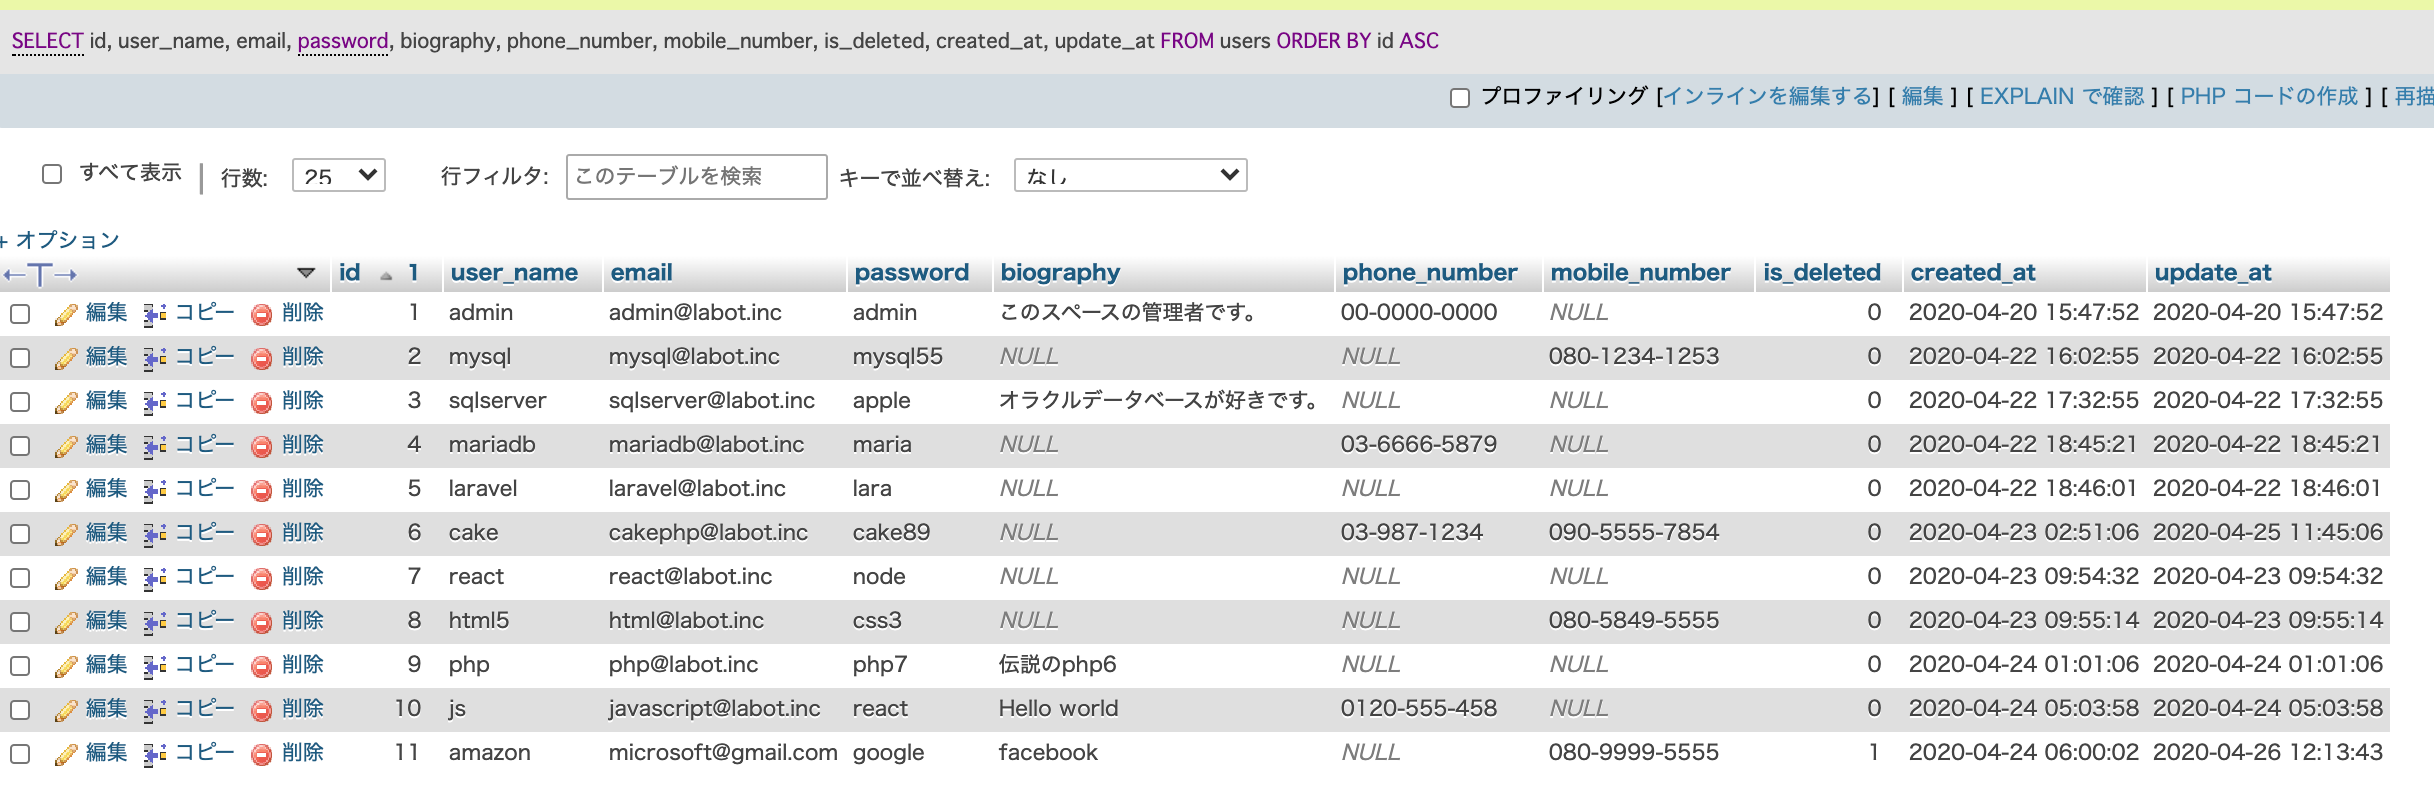 SELECT id, user_name, email, password, biography, phone_number, mobile_number, is_deleted, created_at, update_at FROM users ORDER BY id ASC
プロファイリング [インラインを編集する] [ 編集 ] [ EXPLAIN で確認 ] [ PHP コードの作成 ] [ 再描
すべて表示 行数: 25 行フィルタ: このテーブルを検索 キーで並べ替え: なし
+ オプション
←T→ id 1 user_name email password biography phone_number mobile_number is_deleted created_at update_at
編集 コピー 削除 1 admin admin@labot.inc admin このスペースの管理者です。 00-0000-0000 NULL 0 2020-04-20 15:47:52 2020-04-20 15:47:52
編集 コピー 削除 2 mysql mysql@labot.inc mysql55 NULL NULL 080-1234-1253 0 2020-04-22 16:02:55 2020-04-22 16:02:55
編集 コピー 削除 3 sqlserver sqlserver@labot.inc apple オラクルデータベースが好きです。 NULL NULL 0 2020-04-22 17:32:55 2020-04-22 17:32:55
編集 コピー 削除 4 mariadb mariadb@labot.inc maria NULL 03-6666-5879 NULL 0 2020-04-22 18:45:21 2020-04-22 18:45:21
編集 コピー 削除 5 laravel laravel@labot.inc lara NULL NULL NULL 0 2020-04-22 18:46:01 2020-04-22 18:46:01
編集 コピー 削除 6 cake cakephp@labot.inc cake89 NULL 03-987-1234 090-5555-7854 0 2020-04-23 02:51:06 2020-04-25 11:45:06
編集 コピー 削除 7 react react@labot.inc node NULL NULL NULL 0 2020-04-23 09:54:32 2020-04-23 09:54:32
編集 コピー 削除 8 html5 html@labot.inc css3 NULL NULL 080-5849-5555 0 2020-04-23 09:55:14 2020-04-23 09:55:14
編集 コピー 削除 9 php php@labot.inc php7 伝説のphp6 NULL NULL 0 2020-04-24 01:01:06 2020-04-24 01:01:06
編集 コピー 削除 10 js javascript@labot.inc react Hello world 0120-555-458 NULL 0 2020-04-24 05:03:58 2020-04-24 05:03:58
編集 コピー 削除 11 amazon microsoft@gmail.com google facebook NULL 080-9999-5555 1 2020-04-24 06:00:02 2020-04-26 12:13:43